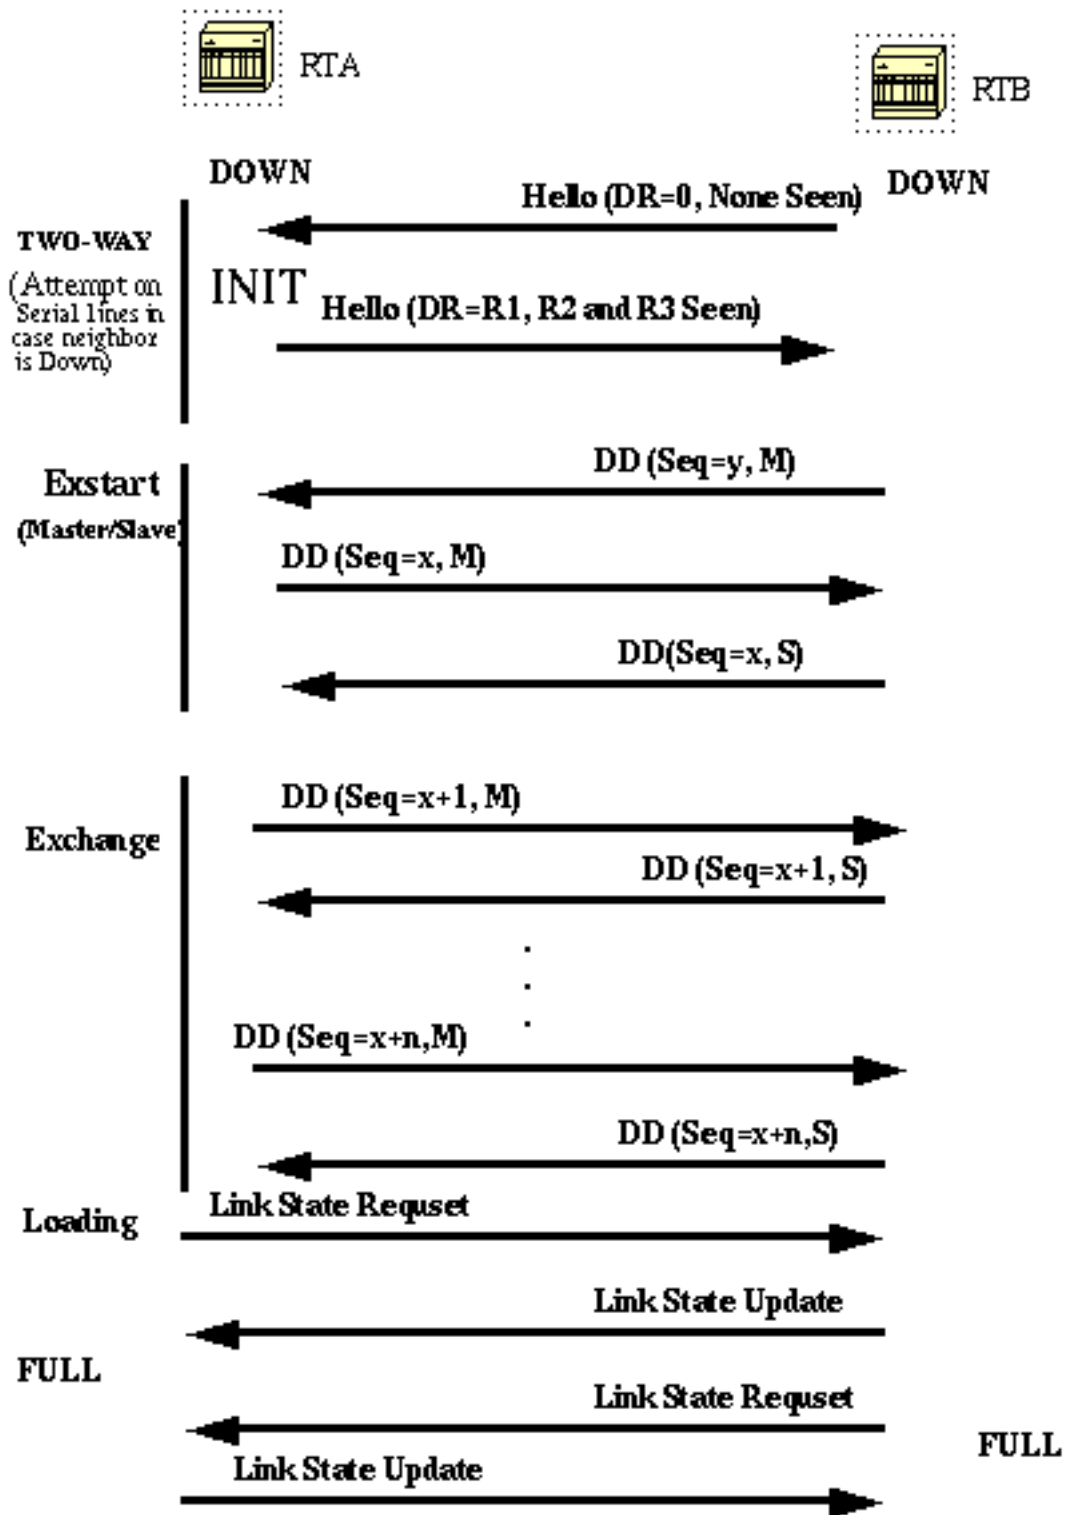 RTA
RTB
DOWN
DOWN
Hello (DR=0, None Seen)
TWO-WAY
(Attempt on
Serial lines in
case neighbor
is Down)
INIT
Hello (DR=R1, R2 and R3 Seen)
DD (Seq=y, M)
Exstart
(Master/Slave)
DD (Seq=x, M)
DD(Seq=x, S)
DD (Seq=x+1, M)
Exchange
DD (Seq=x+1, S)
DD (Seq=x+n,M)
DD (Seq=x+n,S)
Link State Requset
Loading
Link State Update
FULL
Link State Requset
FULL
Link State Update